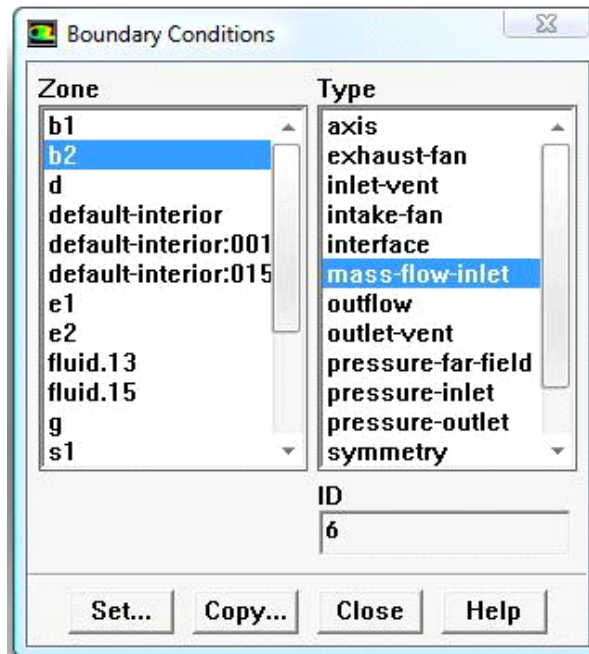 Boundary Conditions
Zone
b1
b2
d
default-interior
default-interior:001
default-interior:015
e1
e2
fluid.13
fluid.15
g
s1
Type
axis
exhaust-fan
inlet-vent
intake-fan
interface
mass-flow-inlet
outflow
outlet-vent
pressure-far-field
pressure-inlet
pressure-outlet
symmetry
ID
6
Set... Copy... Close Help